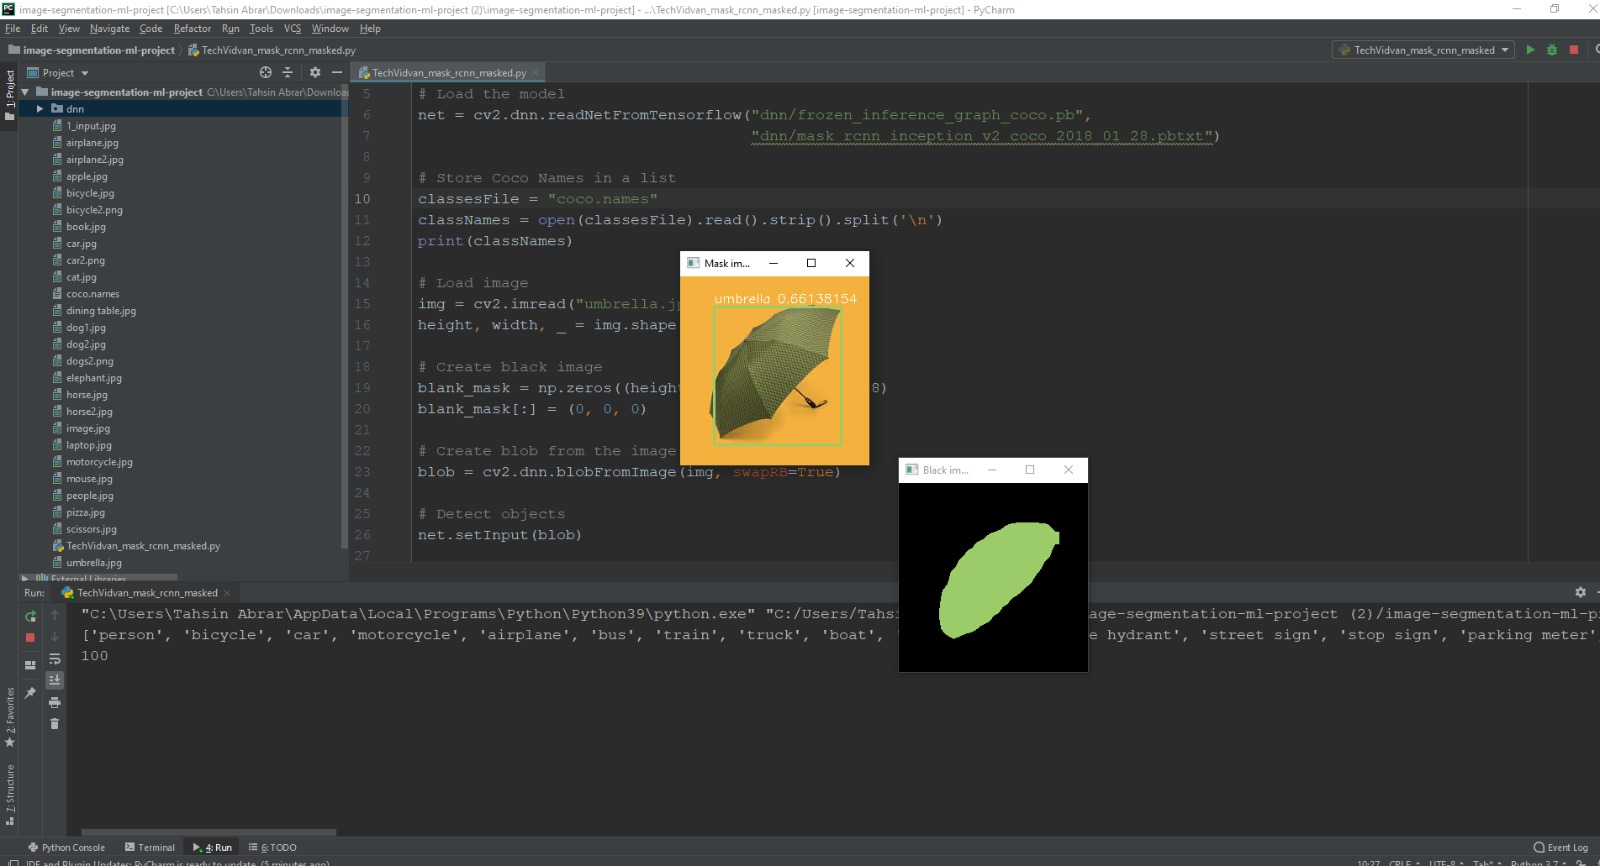 image-segmentation-ml-project [C:\Users\Tahsin Abrar\Downloads\image-segmentation-ml-project (2)\image-segmentation-ml-project] - ...\TechVidvan_mask_rcnn_masked.py [image-segmentation-ml-project] - PyCharm
File Edit View Navigate Code Refactor Run Tools VCS Window Help
image-segmentation-ml-project TechVidvan_mask_rcnn_masked.py TechVidvan_mask_rcnn_masked
1: Project
Project TechVidvan_mask_rcnn_masked.py
image-segmentation-ml-project C:\Users\Tahsin Abrar\Downloac
dnn
1_input.jpg
airplane.jpg
airplane2.jpg
apple.jpg
bicycle.jpg
bicycle2.png
book.jpg
car.jpg
car2.png
cat.jpg
coco.names
dining table.jpg
dog1.jpg
dog2.jpg
dogs2.png
elephant.jpg
horse.jpg
horse2.jpg
image.jpg
laptop.jpg
motorcycle.jpg
mouse.jpg
people.jpg
pizza.jpg
scissors.jpg
TechVidvan_mask_rcnn_masked.py
umbrella.jpg
External Libraries
5 # Load the model
6 net = cv2.dnn.readNetFromTensorflow("dnn/frozen_inference_graph_coco.pb",
7 "dnn/mask_rcnn_inception_v2_coco_2018_01_28.pbtxt")
8
9 # Store Coco Names in a list
10 classesFile = "coco.names"
11 classNames = open(classesFile).read().strip().split('\n')
12 print(classNames)
13
14 # Load image
15 img = cv2.imread("umbrella.jp
16 height, width, _ = img.shape
17
18 # Create black image
19 blank_mask = np.zeros((height 8)
20 blank_mask[:] = (0, 0, 0)
21
22 # Create blob from the image
23 blob = cv2.dnn.blobFromImage(img, swapRB=True)
24
25 # Detect objects
26 net.setInput(blob)
27
Mask im...
umbrella 0.66138154
Black im...
Run: TechVidvan_mask_rcnn_masked
"C:\Users\Tahsin Abrar\AppData\Local\Programs\Python\Python39\python.exe" "C:/Users/Tahsi mage-segmentation-ml-project (2)/image-segmentation-ml-pr
['person', 'bicycle', 'car', 'motorcycle', 'airplane', 'bus', 'train', 'truck', 'boat', e hydrant', 'street sign', 'stop sign', 'parking meter'
100
2: Favorites
7: Structure
Python Console Terminal 4: Run 6: TODO Event Log
IDE and Plugin Updates: PyCharm is ready to update. (5 minutes ago) 10:27 CRLF UTF-8 Tab* Python 3.7